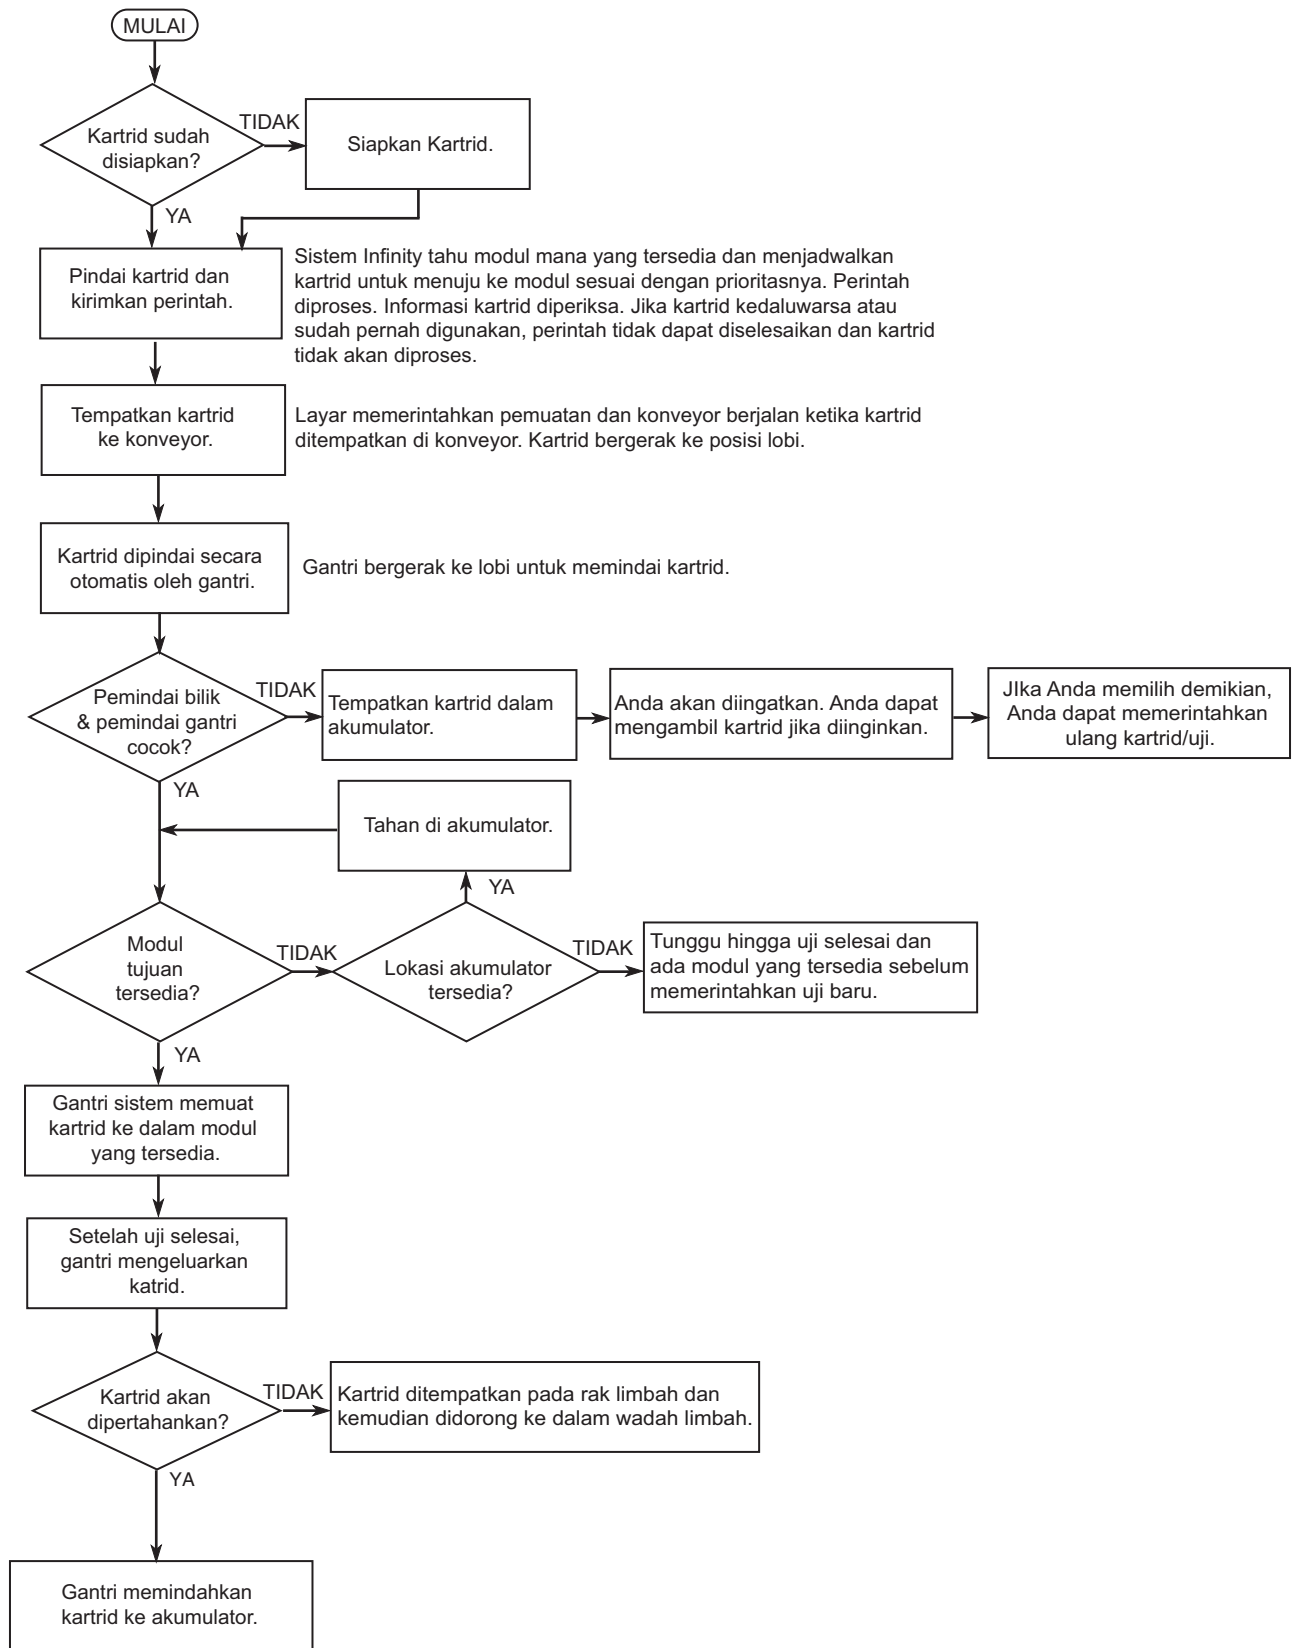 MULAI
Kartrid sudah
disiapkan?
TIDAK
Siapkan Kartrid.
YA
Pindai kartrid dan
kirimkan perintah.
Sistem Infinity tahu modul mana yang tersedia dan menjadwalkan
kartrid untuk menuju ke modul sesuai dengan prioritasnya. Perintah
diproses. Informasi kartrid diperiksa. Jika kartrid kedaluwarsa atau
sudah pernah digunakan, perintah tidak dapat diselesaikan dan kartrid
tidak akan diproses.
Tempatkan kartrid
ke konveyor.
Layar memerintahkan pemuatan dan konveyor berjalan ketika kartrid
ditempatkan di konveyor. Kartrid bergerak ke posisi lobi.
Kartrid dipindai secara
otomatis oleh gantri.
Gantri bergerak ke lobi untuk memindai kartrid.
Pemindai bilik
& pemindai gantri
cocok?
TIDAK
Tempatkan kartrid dalam
akumulator.
Anda akan diingatkan. Anda dapat
mengambil kartrid jika diinginkan.
JIka Anda memilih demikian,
Anda dapat memerintahkan
ulang kartrid/uji.
YA
Tahan di akumulator.
YA
Modul
tujuan
tersedia?
TIDAK
Lokasi akumulator
tersedia?
TIDAK
Tunggu hingga uji selesai dan
ada modul yang tersedia sebelum
memerintahkan uji baru.
YA
Gantri sistem memuat
kartrid ke dalam modul
yang tersedia.
Setelah uji selesai,
gantri mengeluarkan
katrid.
Kartrid akan
dipertahankan?
TIDAK
Kartrid ditempatkan pada rak limbah dan
kemudian didorong ke dalam wadah limbah.
YA
Gantri memindahkan
kartrid ke akumulator.